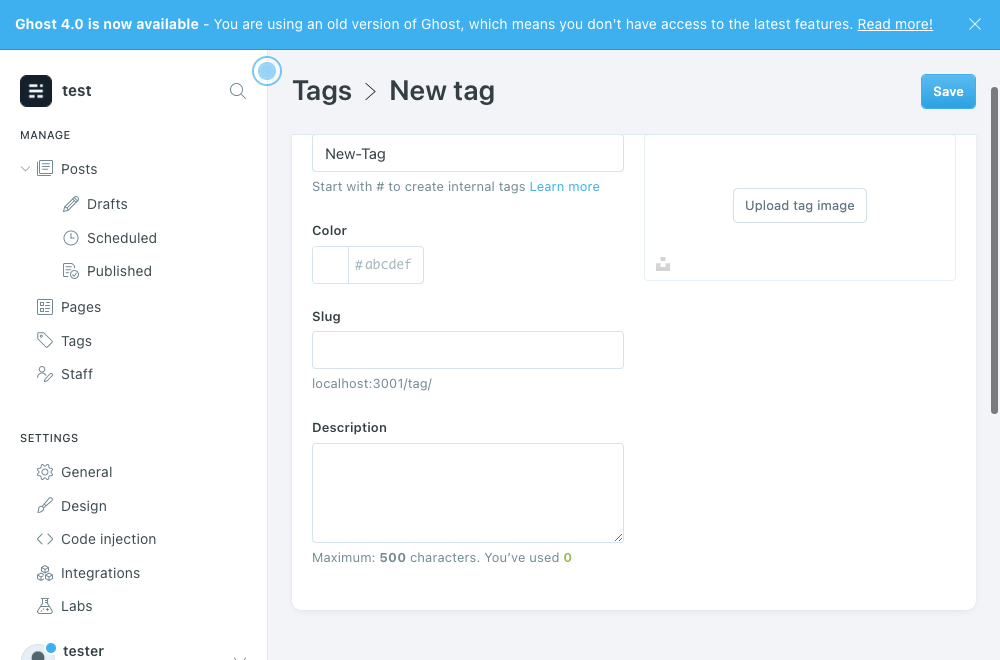 Ghost 4.0 is now available - You are using an old version of Ghost, which means you don't have access to the latest features. Read more!
test
Tags > New tag
Save
MANAGE
Posts
Drafts
Scheduled
Published
Pages
Tags
Staff
SETTINGS
General
Design
Code injection
Integrations
Labs
tester
New-Tag
Start with # to create internal tags Learn more
Color
#abcdef
Slug
localhost:3001/tag/
Description
Maximum: 500 characters. You’ve used 0
Upload tag image